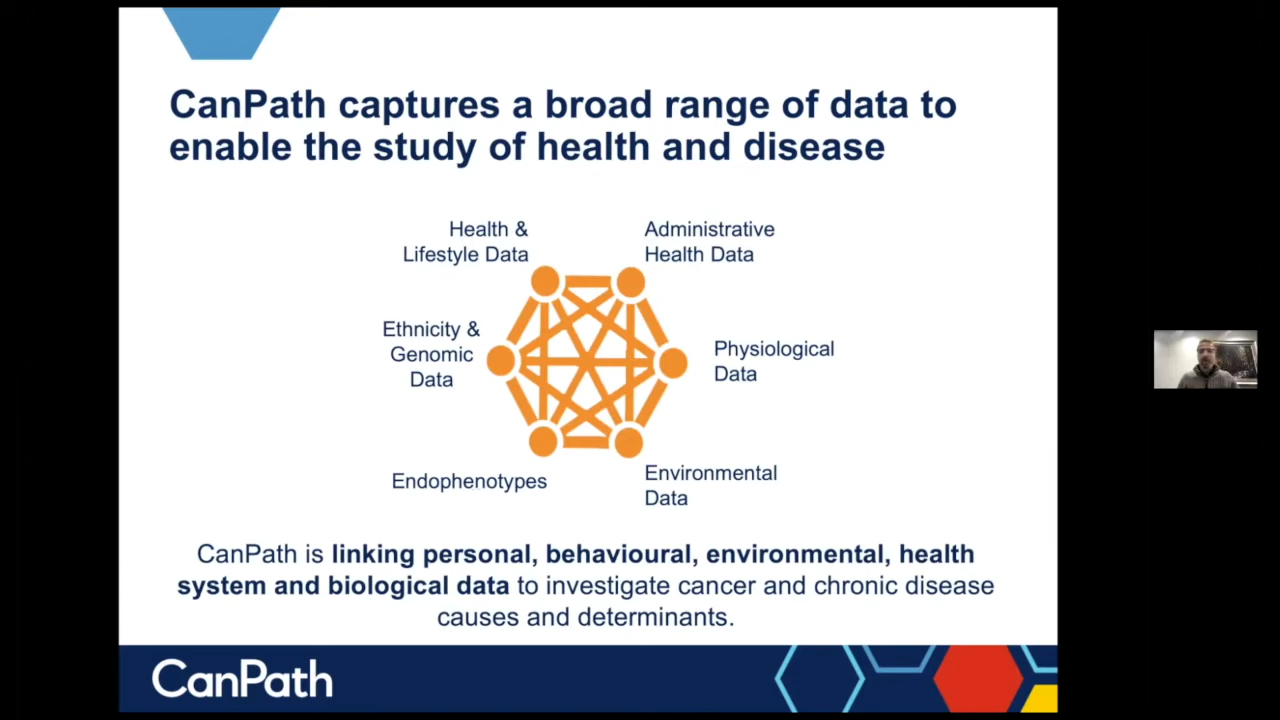 CanPath captures a broad range of data to
enable the study of health and disease
Health &
Lifestyle Data
Administrative
Health Data
Ethnicity &
Genomic
Data
Physiological
Data
Endophenotypes
Environmental
Data
CanPath is linking personal, behavioural, environmental, health
system and biological data to investigate cancer and chronic disease
causes and determinants.
CanPath